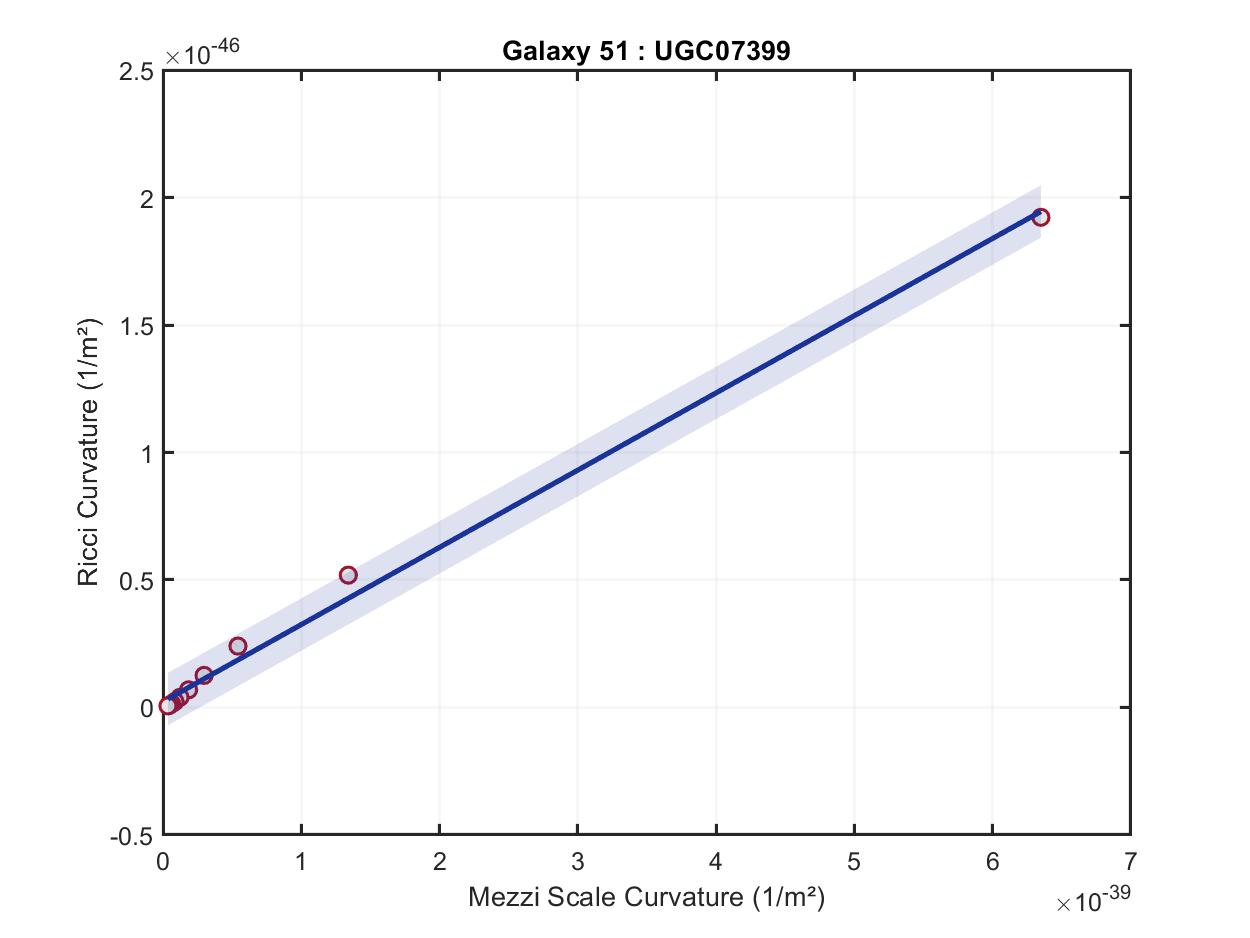 Galaxy 51 : UGC07399
×10⁻⁴⁶
2.5
2
1.5
1
0.5
0
-0.5
Ricci Curvature (1/m²)
0 1 2 3 4 5 6 7
Mezzi Scale Curvature (1/m²)
×10⁻³⁹